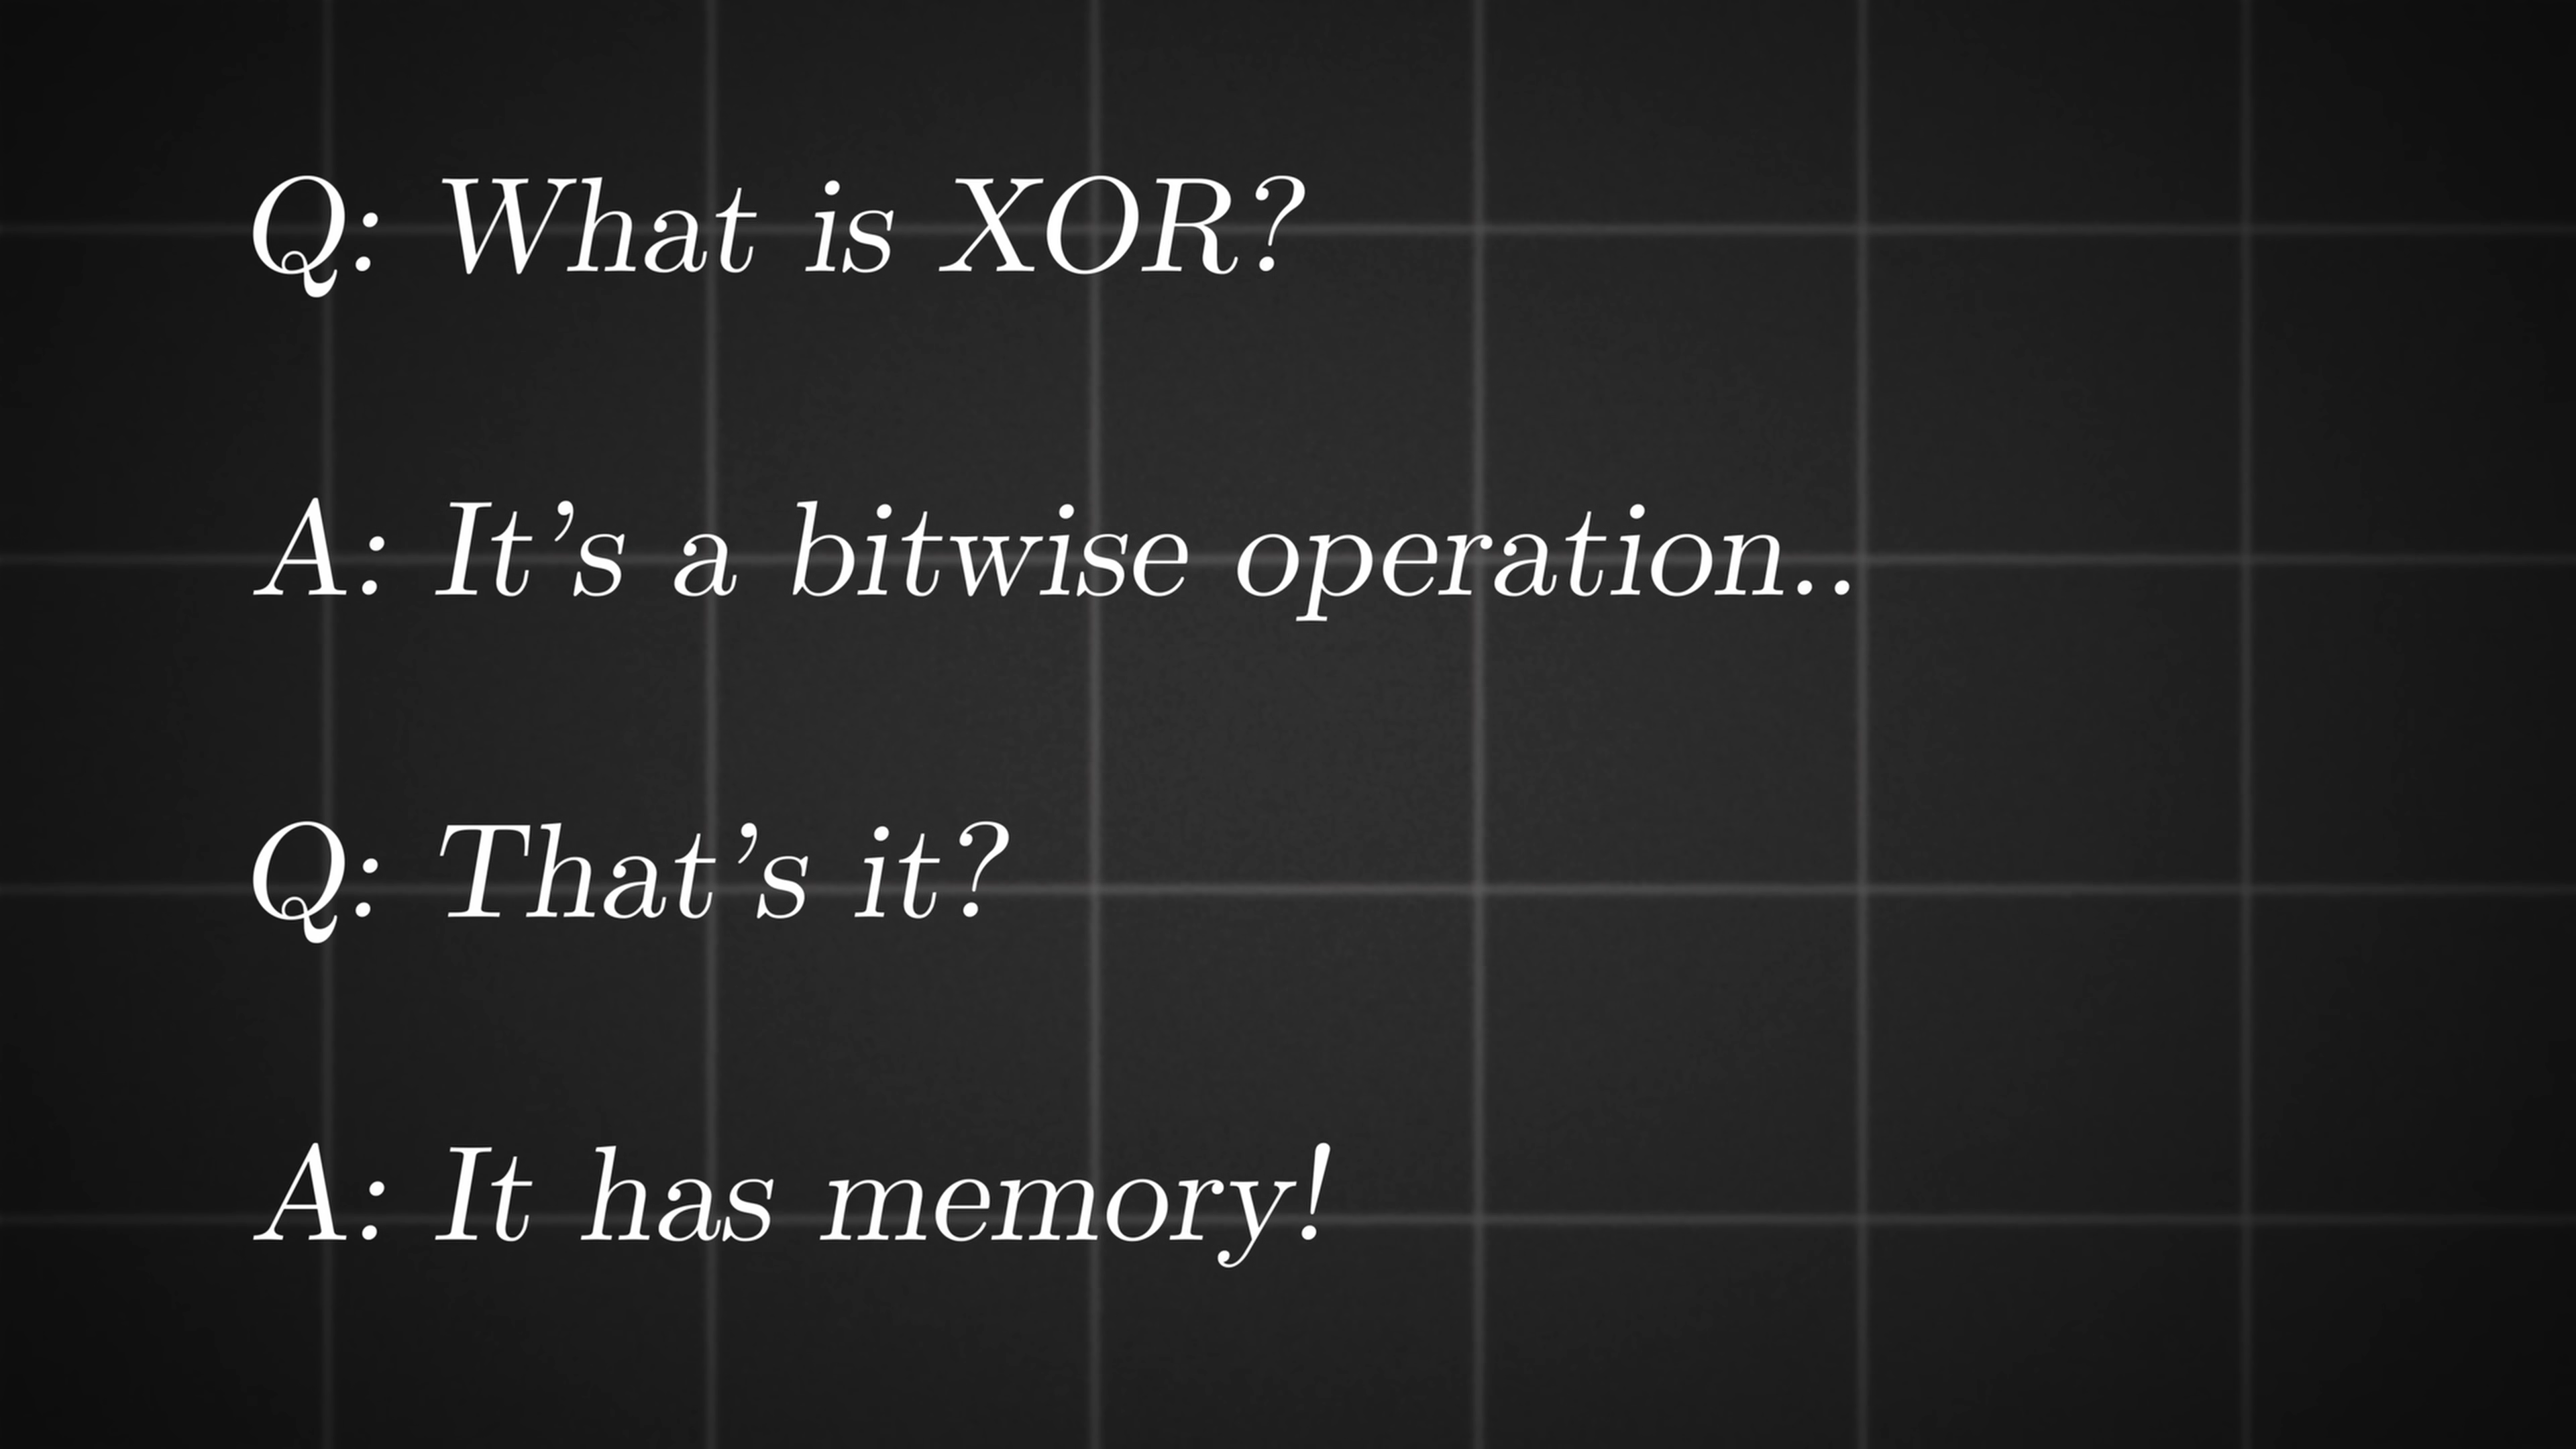 Q: What is XOR?
A: It's a bitwise operation..
Q: That's it?
A: It has memory!